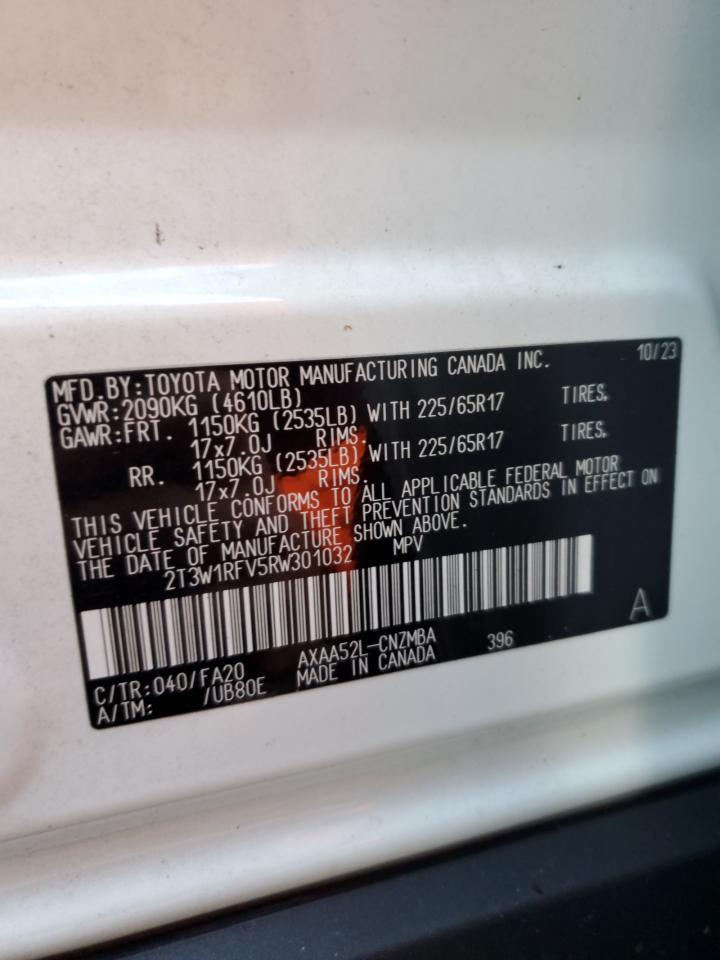 10/23
MFD.BY:TOYOTA MOTOR MANUFACTURING CANADA INC.
GVWR:2090KG (4610LB)
GAWR:FRT. 1150KG (2535LB) WITH 225/65R17 TIRES,
17x7.0J RIMS.
RR. 1150KG (2535LB) WITH 225/65R17 TIRES,
17x7.0J RIMS.
THIS VEHICLE CONFORMS TO ALL APPLICABLE FEDERAL MOTOR
VEHICLE SAFETY AND THEFT PREVENTION STANDARDS IN EFFECT ON
THE DATE OF MANUFACTURE SHOWN ABOVE.
2T3W1RFV5RW301032 MPV
A
C/TR:040/FA20 AXAA52L-CNZMBA 396
A/TM: /UB80E MADE IN CANADA